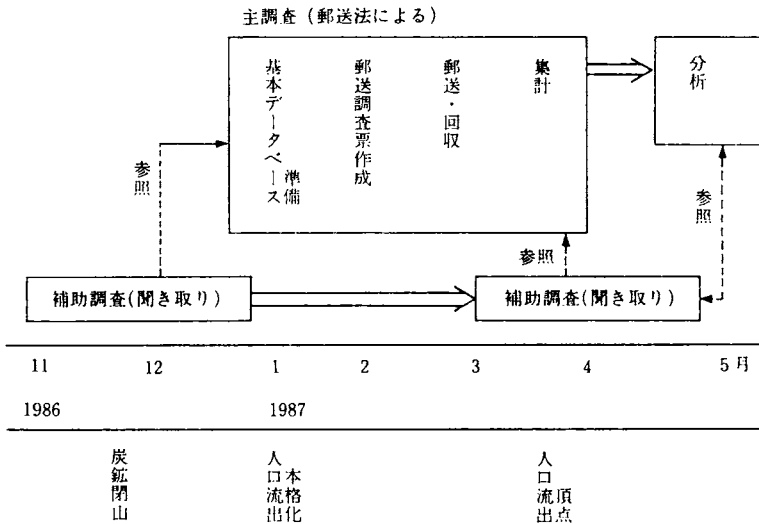 主調査(郵送法による)
基本データベース
準備
郵送調査票作成
郵送・回収
集計
分析
参照
参照
参照
補助調査(聞き取り)
補助調査(聞き取り)
11 12 1 2 3 4 5月
1986 1987
炭鉱閉山
人口流出
本格化
人口流出
頂点